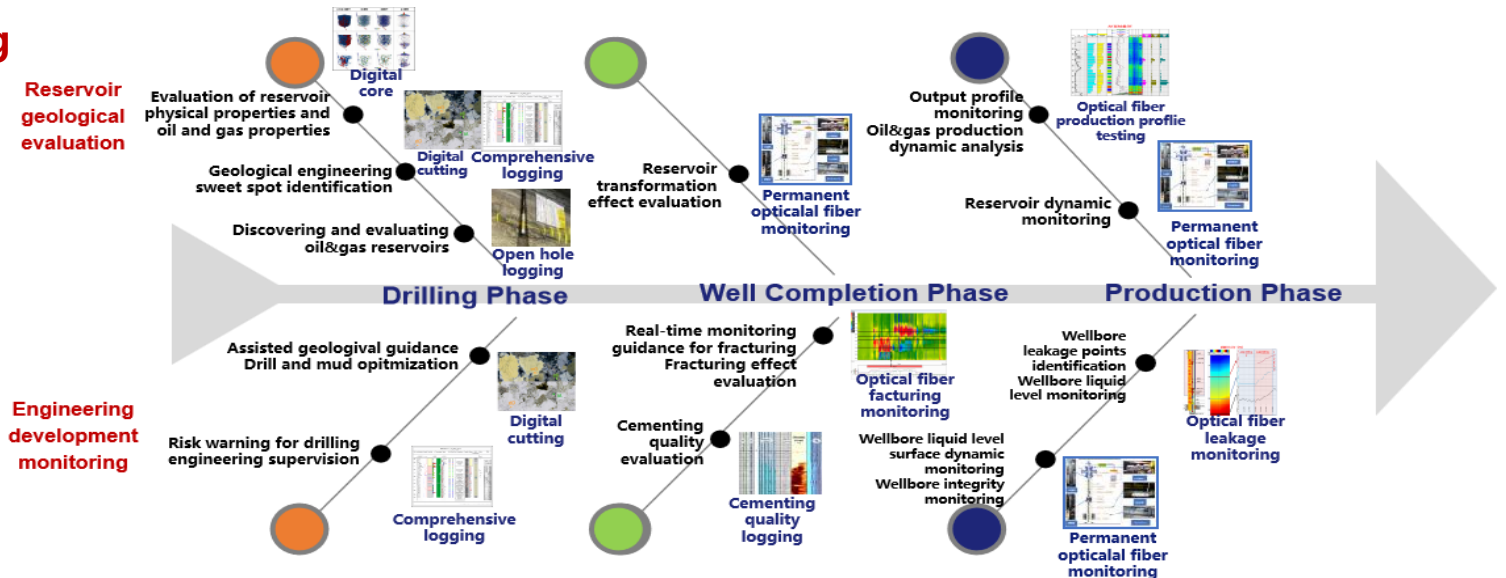 g
Reservoir
geological
evaluation
Digital
core
Evaluation of reservoir
physical properties and
oil and gas properties
Digital
cutting
Comprehensive
logging
Geological engineering
sweet spot identification
Discovering and evaluating
oil&gas reservoirs
Open hole
logging
Reservoir
transformation
effect evaluation
Permanent
opticalal fiber
monitoring
Output profile
monitoring
Oil&gas production
dynamic analysis
Optical fiber
production proflie
testing
Reservoir dynamic
monitoring
Permanent
optical fiber
monitoring
Drilling Phase
Well Completion Phase
Production Phase
Engineering
development
monitoring
Assisted geologival guidance
Drill and mud opitmization
Digital
cutting
Risk warning for drilling
engineering supervision
Comprehensive
logging
Real-time monitoring
guidance for fracturing
Fracturing effect
evaluation
Optical fiber
facturing
monitoring
Cementing
quality
evaluation
Cementing
quality
logging
Wellbore
leakage points
identification
Wellbore liquid
level monitoring
Optical fiber
leakage
monitoring
Wellbore liquid level
surface dynamic
monitoring
Wellbore integrity
monitoring
Permanent
opticalal fiber
monitoring